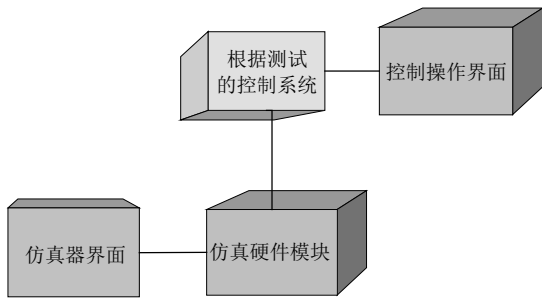 根据测试
的控制系统
控制操作界面
仿真器界面
仿真硬件模块